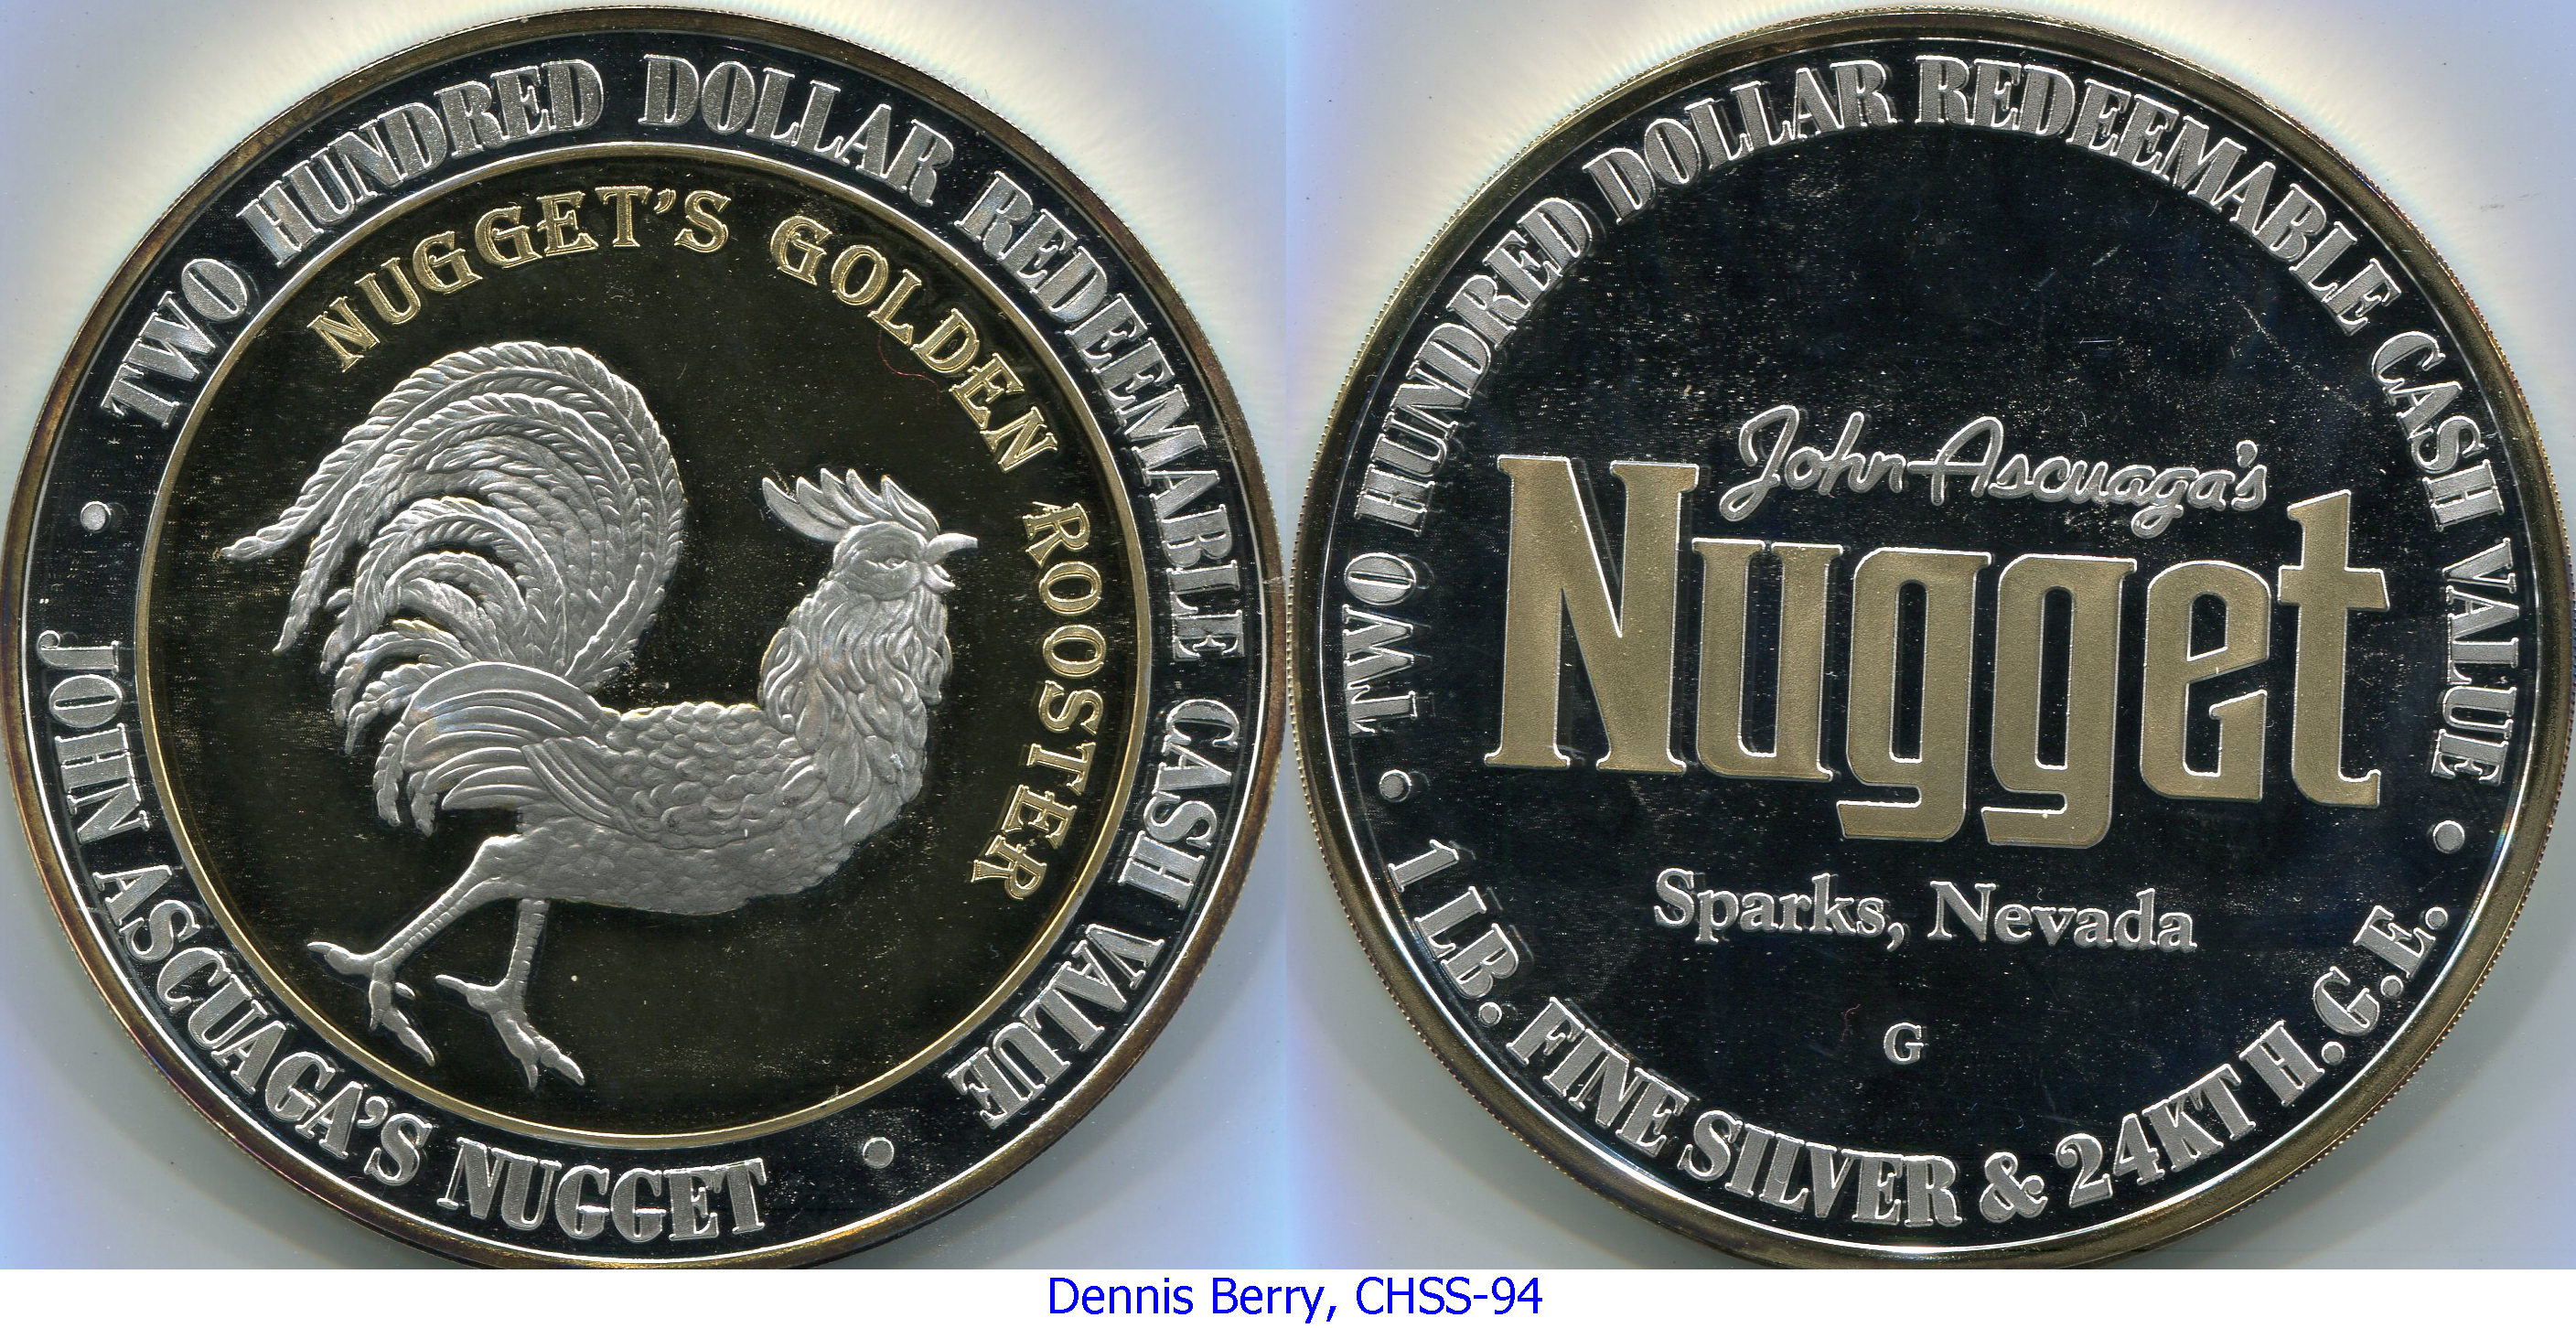 TWO HUNDRED DOLLAR REDEEMABLE CASH VALUE
NUGGET'S GOLDEN ROOSTER
JOHN ASCUAGA'S NUGGET
TWO HUNDRED DOLLAR REDEEMABLE CASH VALUE
John Ascuaga's
Nugget
Sparks, Nevada
G
1 LB. FINE SILVER & 24KT H.G.E.
Dennis Berry, CHSS-94